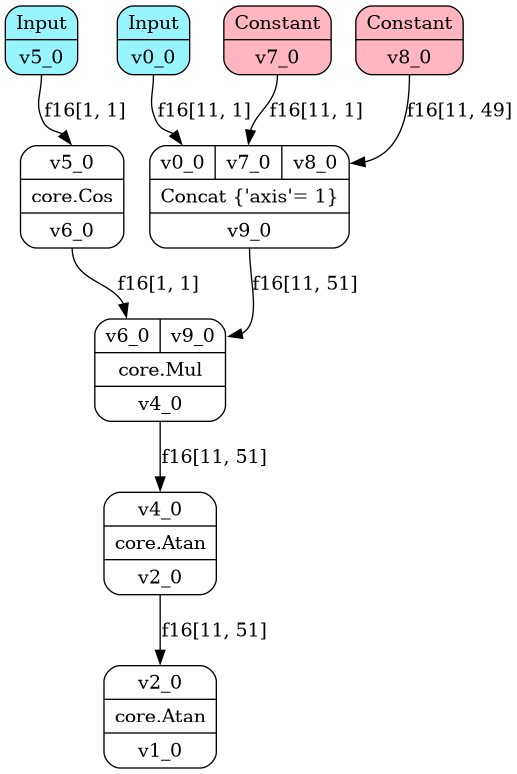 Input
v5_0
Input
v0_0
Constant
v7_0
Constant
v8_0
f16[1, 1]
f16[11, 1]
f16[11, 1]
f16[11, 49]
v5_0
core.Cos
v6_0
v0_0 v7_0 v8_0
Concat {'axis'= 1}
v9_0
f16[1, 1]
f16[11, 51]
v6_0 v9_0
core.Mul
v4_0
f16[11, 51]
v4_0
core.Atan
v2_0
f16[11, 51]
v2_0
core.Atan
v1_0